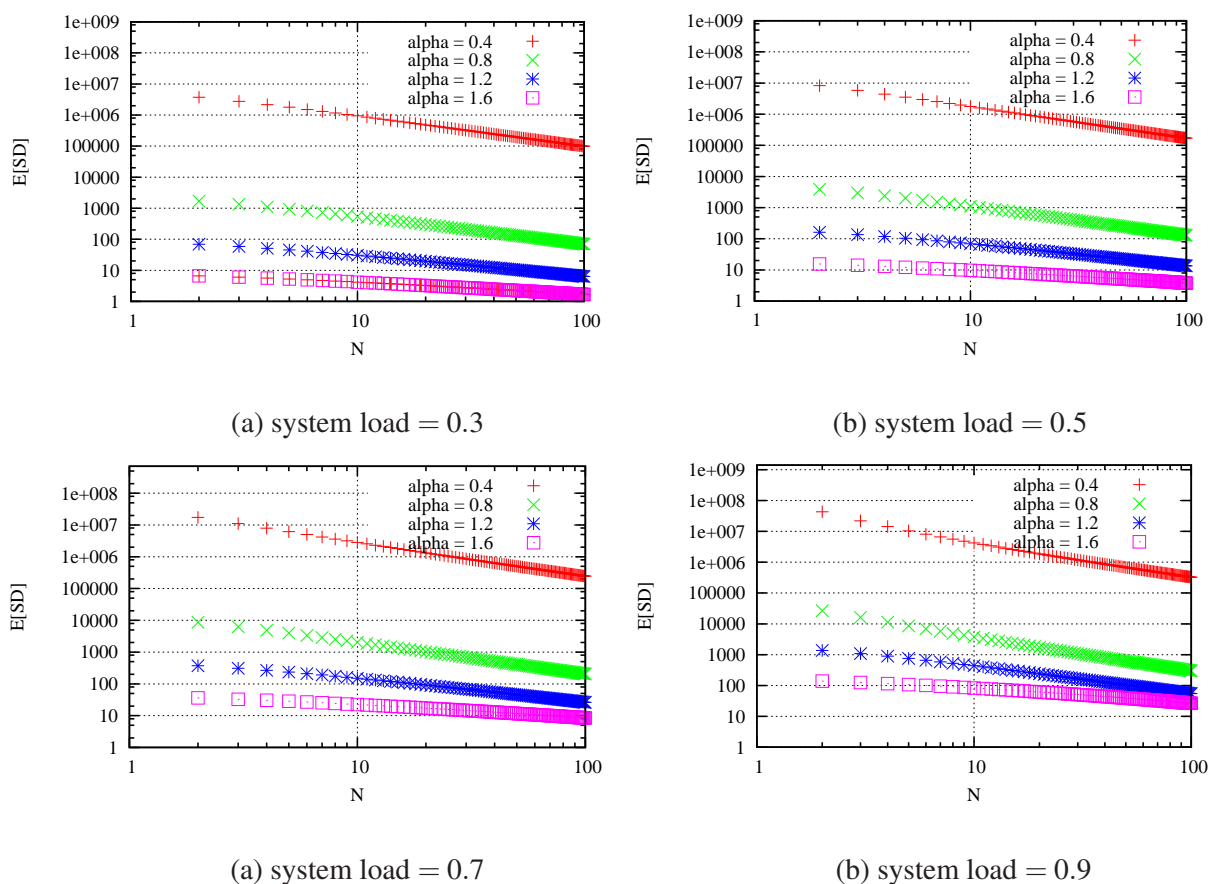 1e+009
1e+008
1e+007
1e+006
100000
10000
1000
100
10
1
E[SD]
alpha = 0.4
alpha = 0.8
alpha = 1.2
alpha = 1.6
1 10 100
N
(a) system load = 0.3
1e+009
1e+008
1e+007
1e+006
100000
10000
1000
100
10
1
E[SD]
alpha = 0.4
alpha = 0.8
alpha = 1.2
alpha = 1.6
1 10 100
N
(b) system load = 0.5
1e+008
1e+007
1e+006
100000
10000
1000
100
10
1
E[SD]
alpha = 0.4
alpha = 0.8
alpha = 1.2
alpha = 1.6
1 10 100
N
(a) system load = 0.7
1e+009
1e+008
1e+007
1e+006
100000
10000
1000
100
10
1
E[SD]
alpha = 0.4
alpha = 0.8
alpha = 1.2
alpha = 1.6
1 10 100
N
(b) system load = 0.9